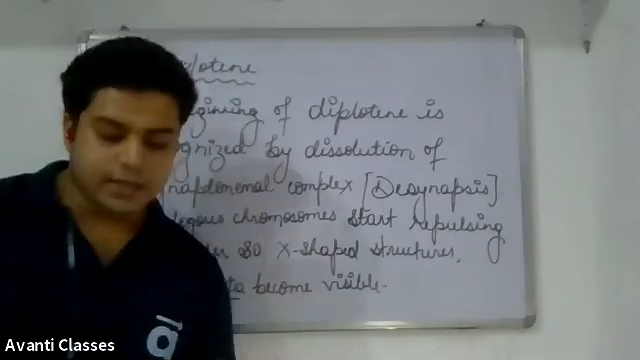 plotene
ginning of diplotene is
gnized by dissolution of
naptonemal complex [Desynapsis].
logous chromosomes start repulsing
so X-shaped structures,
ta become visible.
Avanti Classes